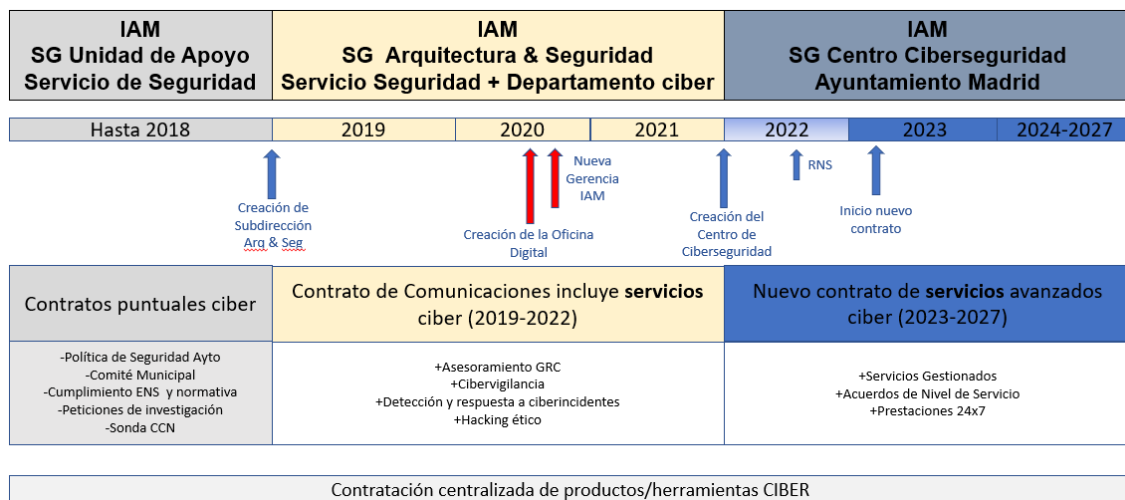 IAM
SG Unidad de Apoyo
Servicio de Seguridad
IAM
SG Arquitectura & Seguridad
Servicio Seguridad + Departamento ciber
IAM
SG Centro Ciberseguridad
Ayuntamiento Madrid
Hasta 2018
2019
2020
2021
2022
2023
2024-2027
Creación de
Subdirección
Arq & Seg
Nueva
Gerencia
IAM
Creación de la Oficina
Digital
Creación del
Centro de
Ciberseguridad
RNS
Inicio nuevo
contrato
Contratos puntuales ciber
Contrato de Comunicaciones incluye servicios
ciber (2019-2022)
Nuevo contrato de servicios avanzados
ciber (2023-2027)
-Política de Seguridad Ayto
-Comité Municipal
-Cumplimiento ENS y normativa
-Peticiones de investigación
-Sonda CCN
+Asesoramiento GRC
+Cibervigilancia
+Detección y respuesta a ciberincidentes
+Hacking ético
+Servicios Gestionados
+Acuerdos de Nivel de Servicio
+Prestaciones 24x7
Contratación centralizada de productos/herramientas CIBER